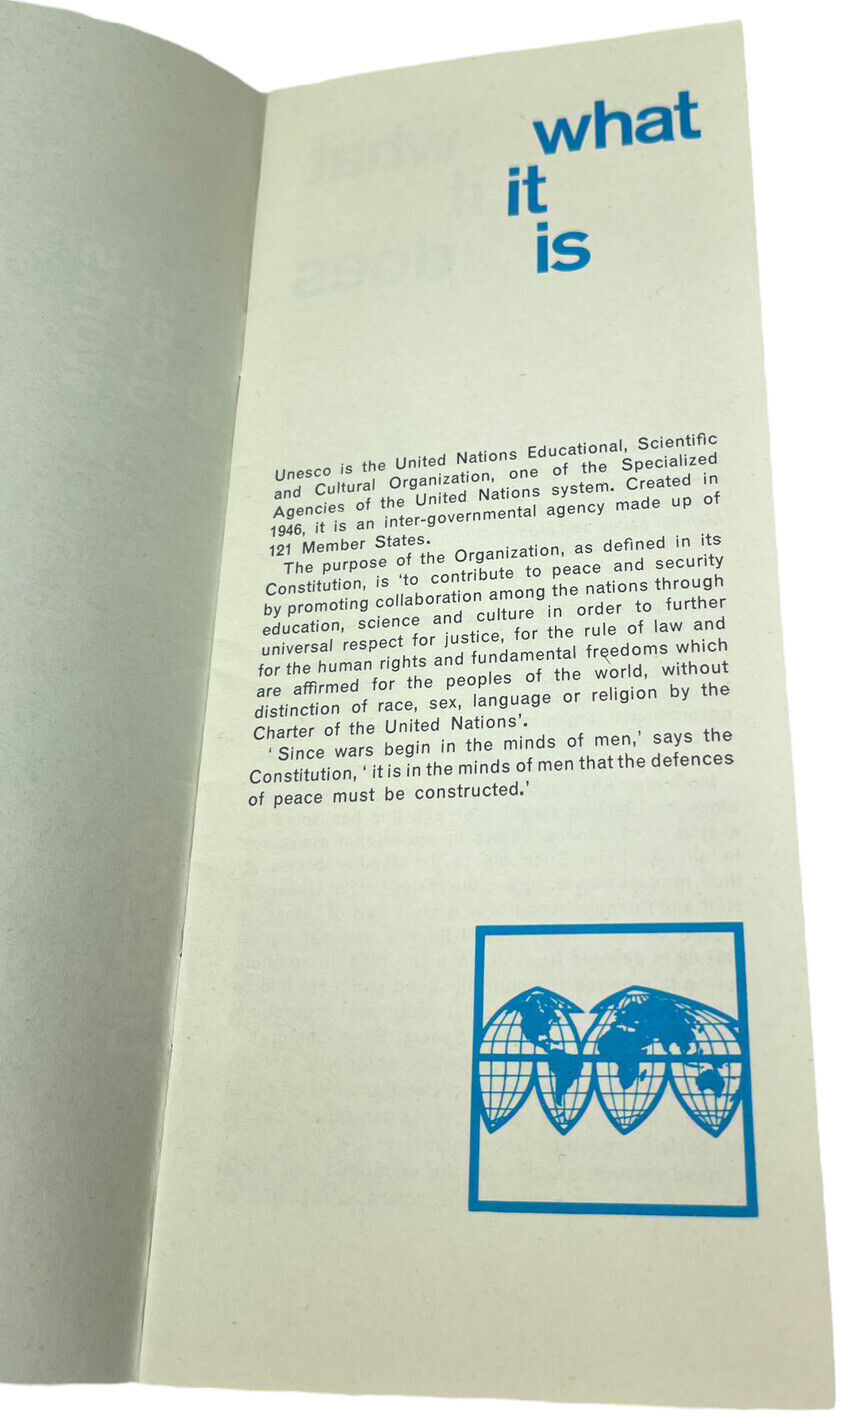 what
it
is
Unesco is the United Nations Educational, Scientific
and Cultural Organization, one of the Specialized
Agencies of the United Nations system. Created in
1946, it is an inter-governmental agency made up of
121 Member States.
The purpose of the Organization, as defined in its
Constitution, is ‘to contribute to peace and security
by promoting collaboration among the nations through
education, science and culture in order to further
universal respect for justice, for the rule of law and
for the human rights and fundamental freedoms which
are affirmed for the peoples of the world, without
distinction of race, sex, language or religion by the
Charter of the United Nations’.
‘ Since wars begin in the minds of men,’ says the
Constitution, ‘ it is in the minds of men that the defences
of peace must be constructed.’